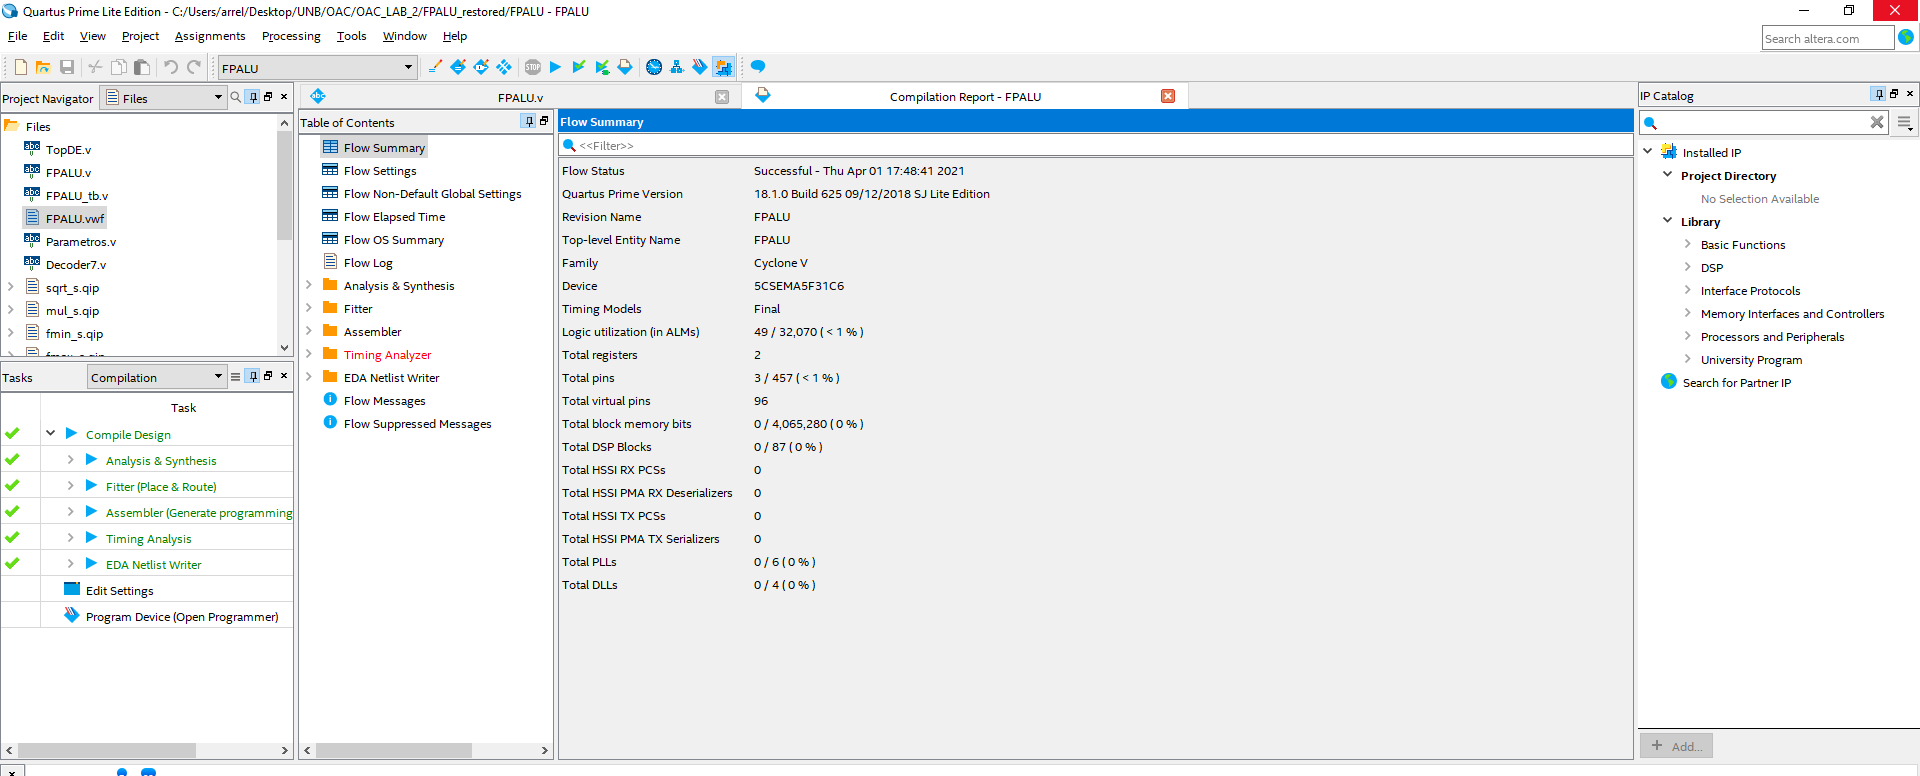 Quartus Prime Lite Edition - C:/Users/arrel/Desktop/UNB/OAC/OAC_LAB_2/FPALU_restored/FPALU - FPALU
File Edit View Project Assignments Processing Tools Window Help
Search altera.com
FPALU
STOP
Project Navigator
Files
Files
TopDE.v
FPALU.v
FPALU_tb.v
FPALU.vwf
Parametros.v
Decoder7.v
sqrt_s.qip
mul_s.qip
fmin_s.qip
fmax_s.qip
Tasks
Compilation
Task
Compile Design
Analysis & Synthesis
Fitter (Place & Route)
Assembler (Generate programming
Timing Analysis
EDA Netlist Writer
Edit Settings
Program Device (Open Programmer)
FPALU.v
Compilation Report - FPALU
Table of Contents
Flow Summary
Flow Settings
Flow Non-Default Global Settings
Flow Elapsed Time
Flow OS Summary
Flow Log
Analysis & Synthesis
Fitter
Assembler
Timing Analyzer
EDA Netlist Writer
Flow Messages
Flow Suppressed Messages
Flow Summary
<<Filter>>
Flow Status Successful - Thu Apr 01 17:48:41 2021
Quartus Prime Version 18.1.0 Build 625 09/12/2018 SJ Lite Edition
Revision Name FPALU
Top-level Entity Name FPALU
Family Cyclone V
Device 5CSEMA5F31C6
Timing Models Final
Logic utilization (in ALMs) 49 / 32,070 ( < 1 % )
Total registers 2
Total pins 3 / 457 ( < 1 % )
Total virtual pins 96
Total block memory bits 0 / 4,065,280 ( 0 % )
Total DSP Blocks 0 / 87 ( 0 % )
Total HSSI RX PCSs 0
Total HSSI PMA RX Deserializers 0
Total HSSI TX PCSs 0
Total HSSI PMA TX Serializers 0
Total PLLs 0 / 6 ( 0 % )
Total DLLs 0 / 4 ( 0 % )
IP Catalog
Installed IP
Project Directory
No Selection Available
Library
Basic Functions
DSP
Interface Protocols
Memory Interfaces and Controllers
Processors and Peripherals
University Program
Search for Partner IP
+ Add...